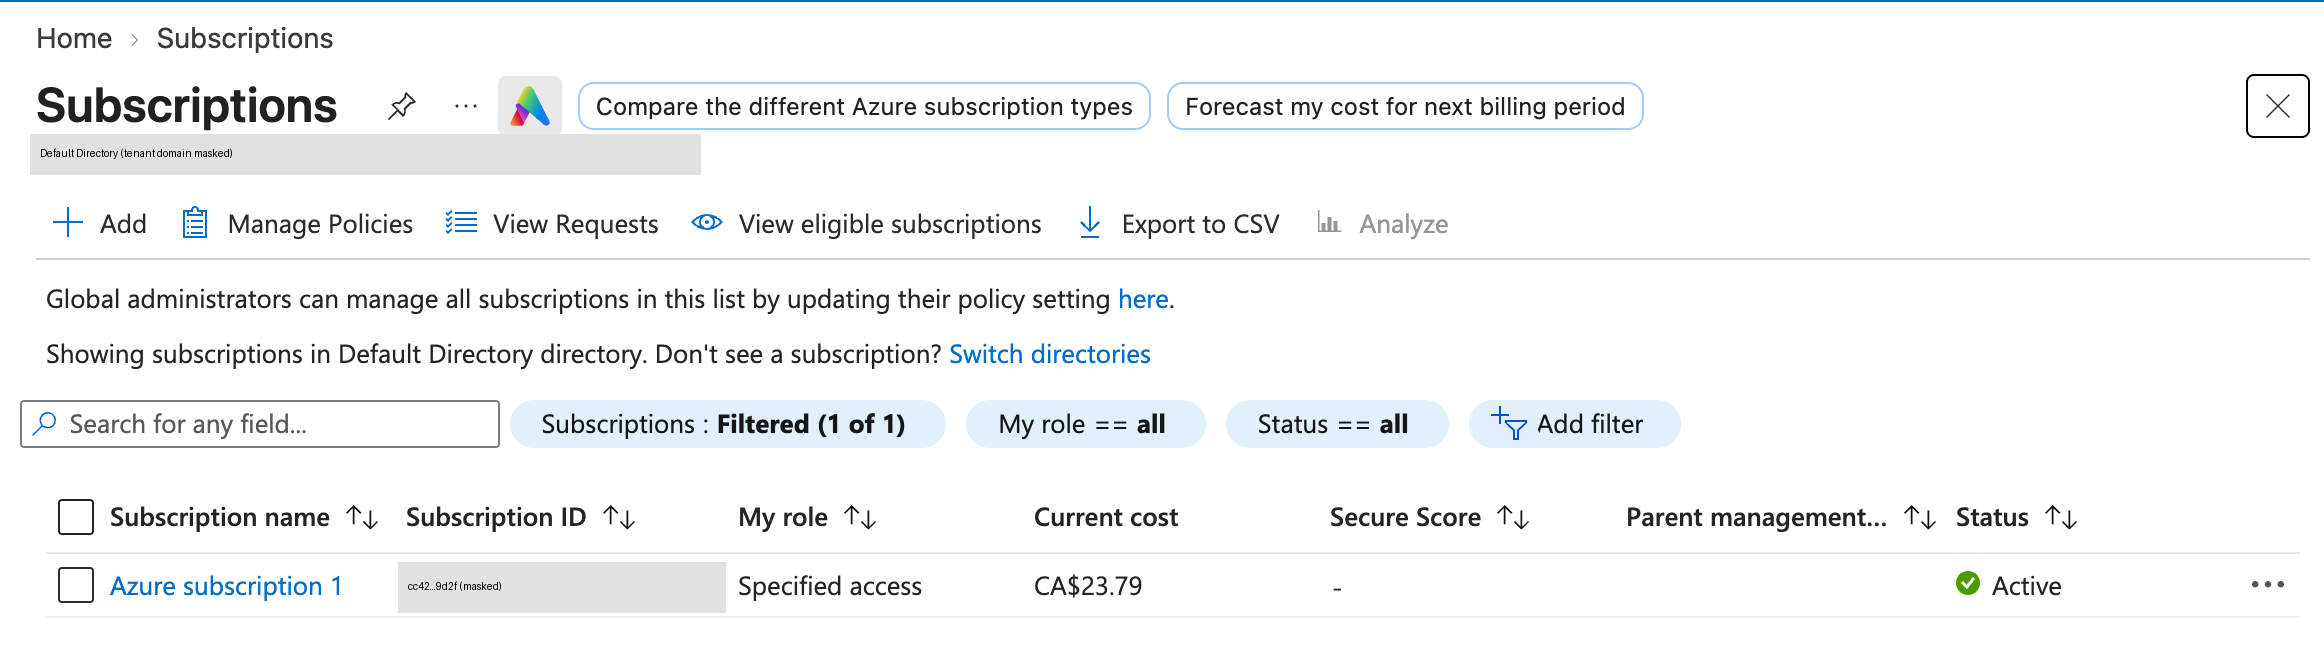 Home > Subscriptions
Subscriptions ... Compare the different Azure subscription types Forecast my cost for next billing period
Default Directory (tenant domain masked)
Add Manage Policies View Requests View eligible subscriptions Export to CSV Analyze
Global administrators can manage all subscriptions in this list by updating their policy setting here.
Showing subscriptions in Default Directory directory. Don't see a subscription? Switch directories
Search for any field... Subscriptions : Filtered (1 of 1) My role == all Status == all Add filter
Subscription name ↑↓ Subscription ID ↑↓ My role ↑↓ Current cost Secure Score ↑↓ Parent management... ↑↓ Status ↑↓
Azure subscription 1 cc42...9d2f (masked) Specified access CA$23.79 - Active ...